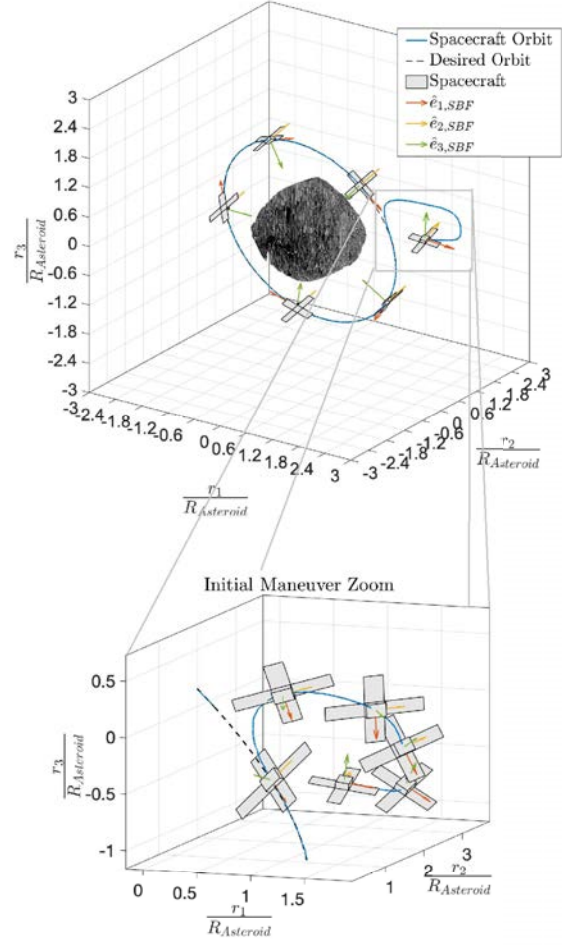 Spacecraft Orbit
Desired Orbit
Spacecraft
ê1,SBF
ê2,SBF
ê3,SBF
3
2.4
1.8
1.2
0.6
0
-0.6
-1.2
-1.8
-2.4
-3
r3
RAsteroid
-3
-2.4
-1.8
-1.2
-0.6
0
0.6
1.2
1.8
2.4
3
r1
RAsteroid
-3
-2.4
-1.8
-1.2
-0.6
0
0.6
1.2
1.8
2.4
3
r2
RAsteroid
Initial Maneuver Zoom
0.5
0
-0.5
-1
r3
RAsteroid
0
0.5
1
1.5
r1
RAsteroid
1
2
3
r2
RAsteroid